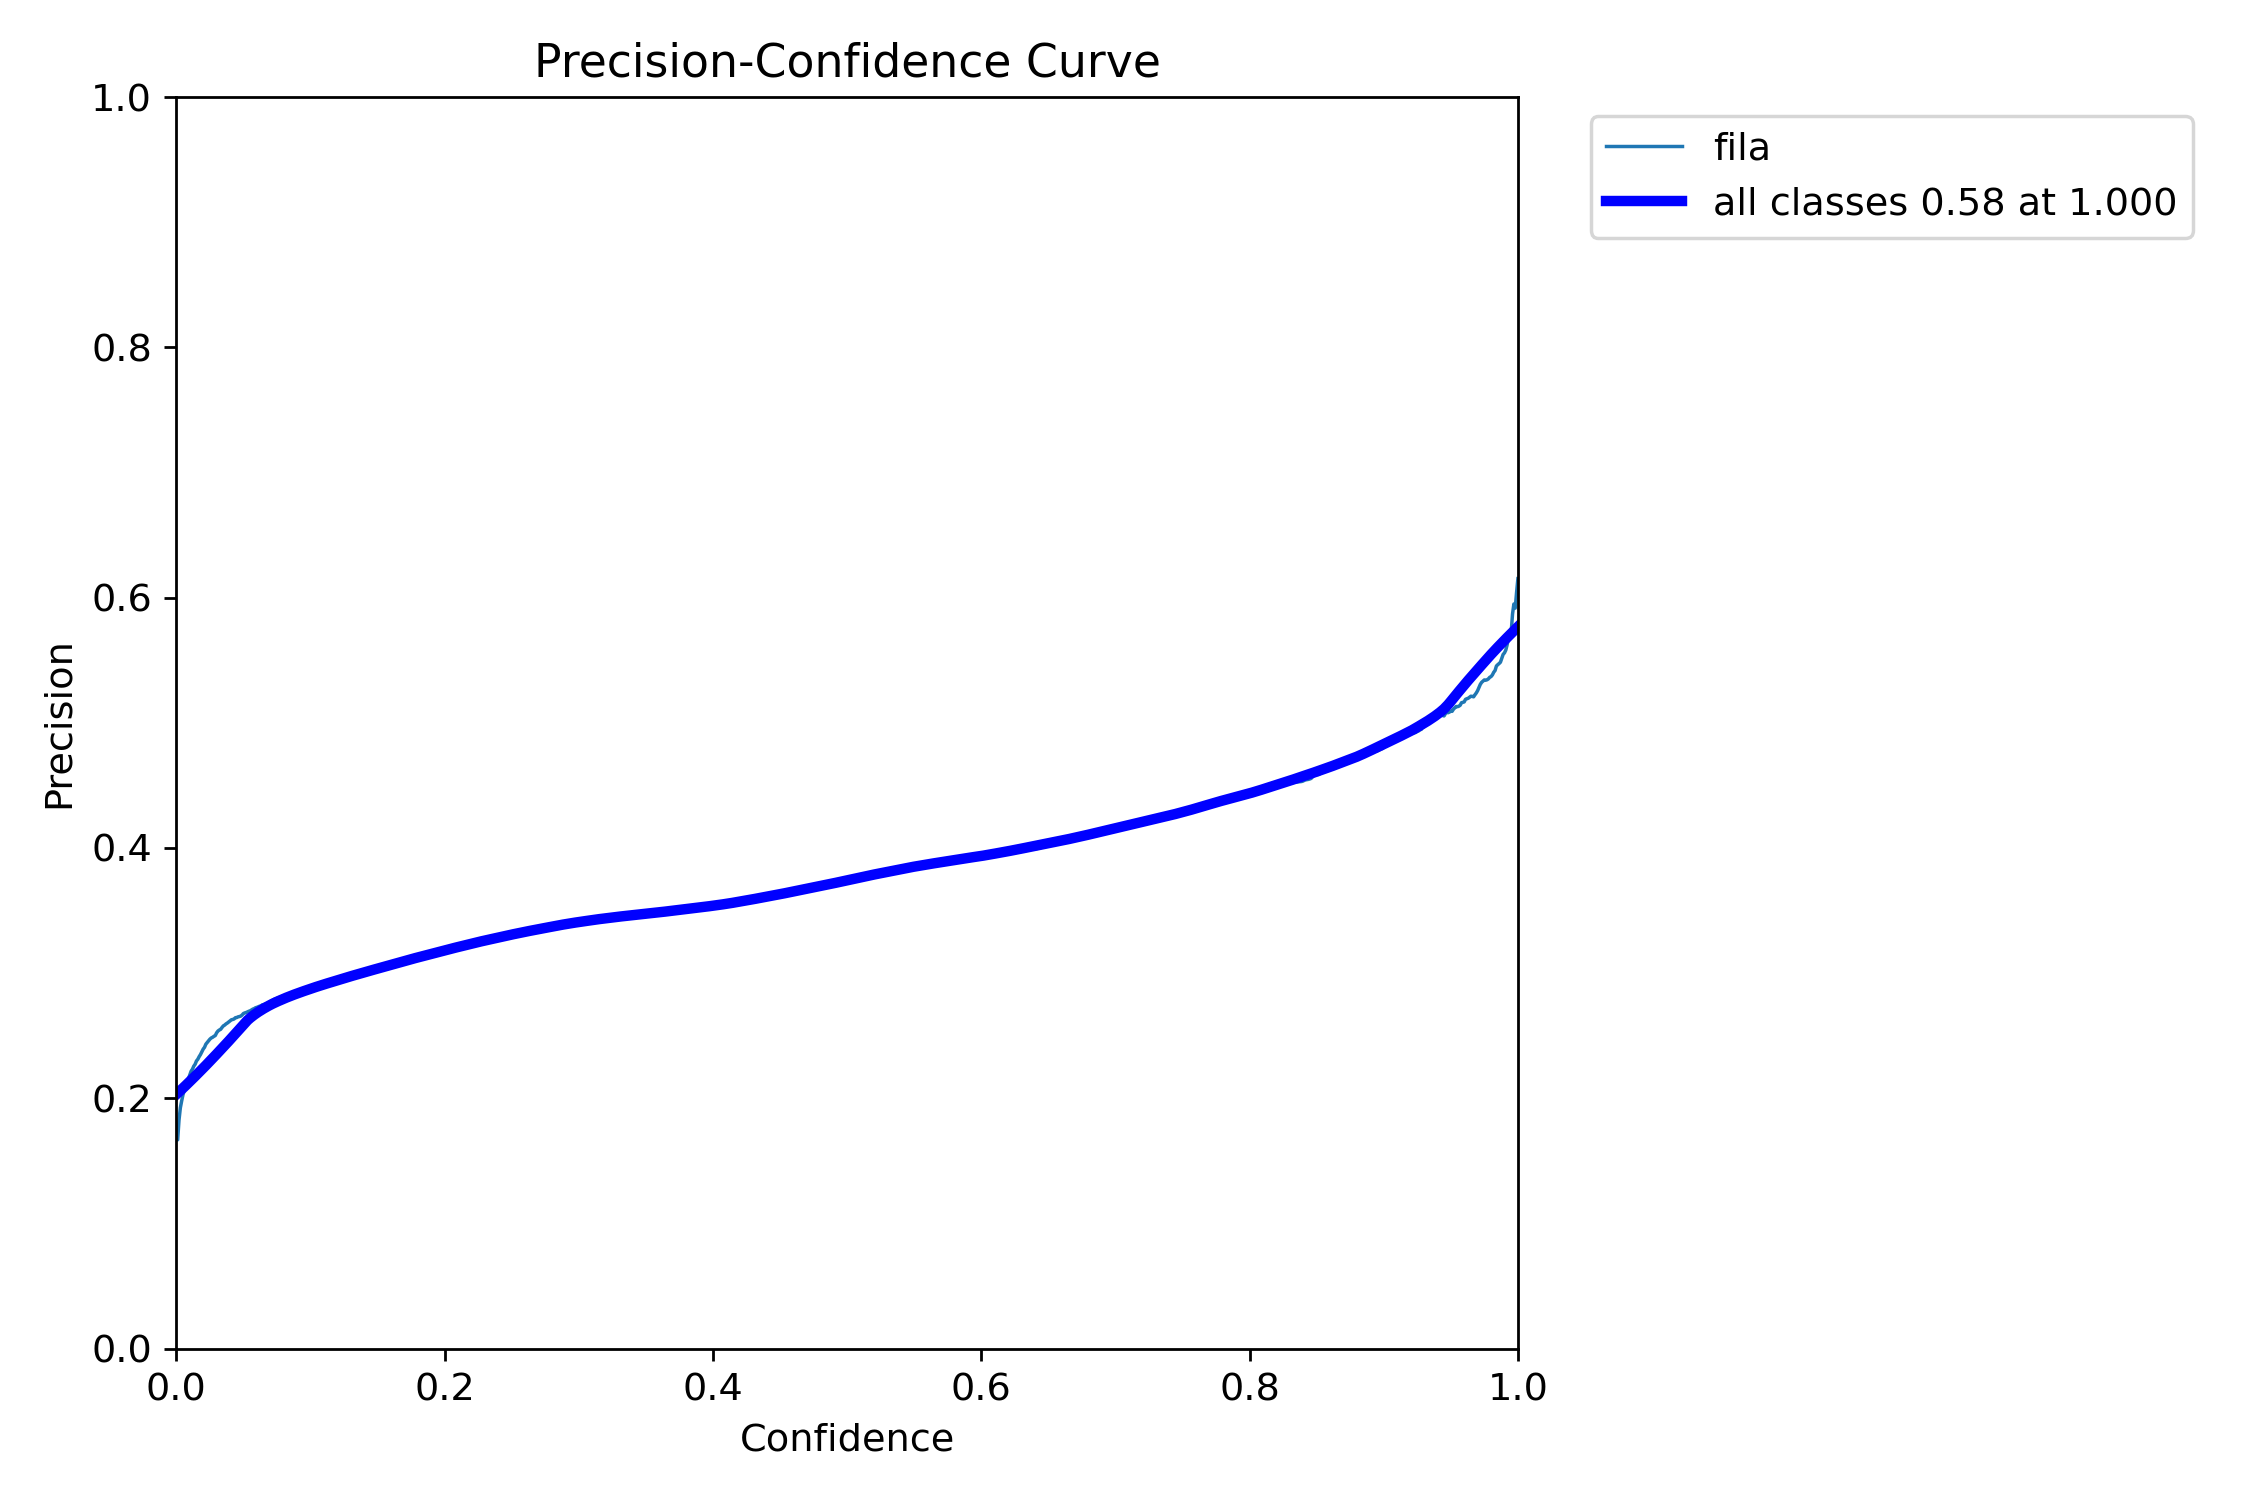 Precision-Confidence Curve
1.0
0.8
0.6
0.4
0.2
0.0
Precision
0.0 0.2 0.4 0.6 0.8 1.0
Confidence
fila
all classes 0.58 at 1.000